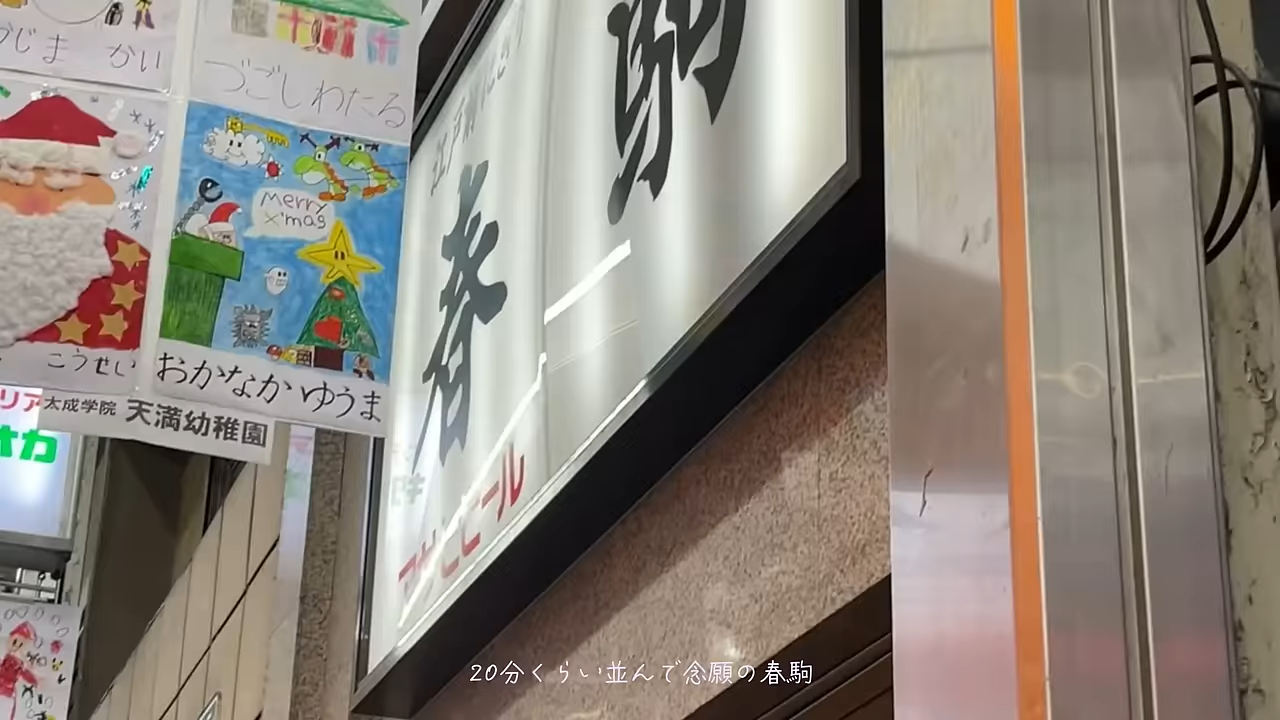 づごしわたる
Merry
X'mas
こうせい
おかなかゆうま
太成学院 天満幼稚園
春駒
アサヒビール
20分くらい並んで念願の春駒